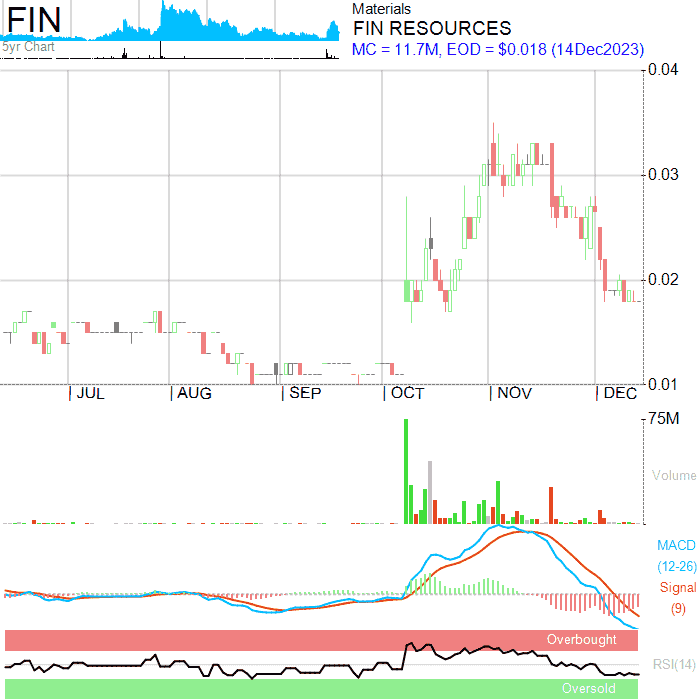 FIN
5yr Chart
Materials
FIN RESOURCES
MC = 11.7M, EOD = $0.018 (14Dec2023)
0.04
0.03
0.02
0.01
JUL AUG SEP OCT NOV DEC
75M
Volume
MACD
(12-26)
Signal
(9)
Overbought
RSI(14)
Oversold